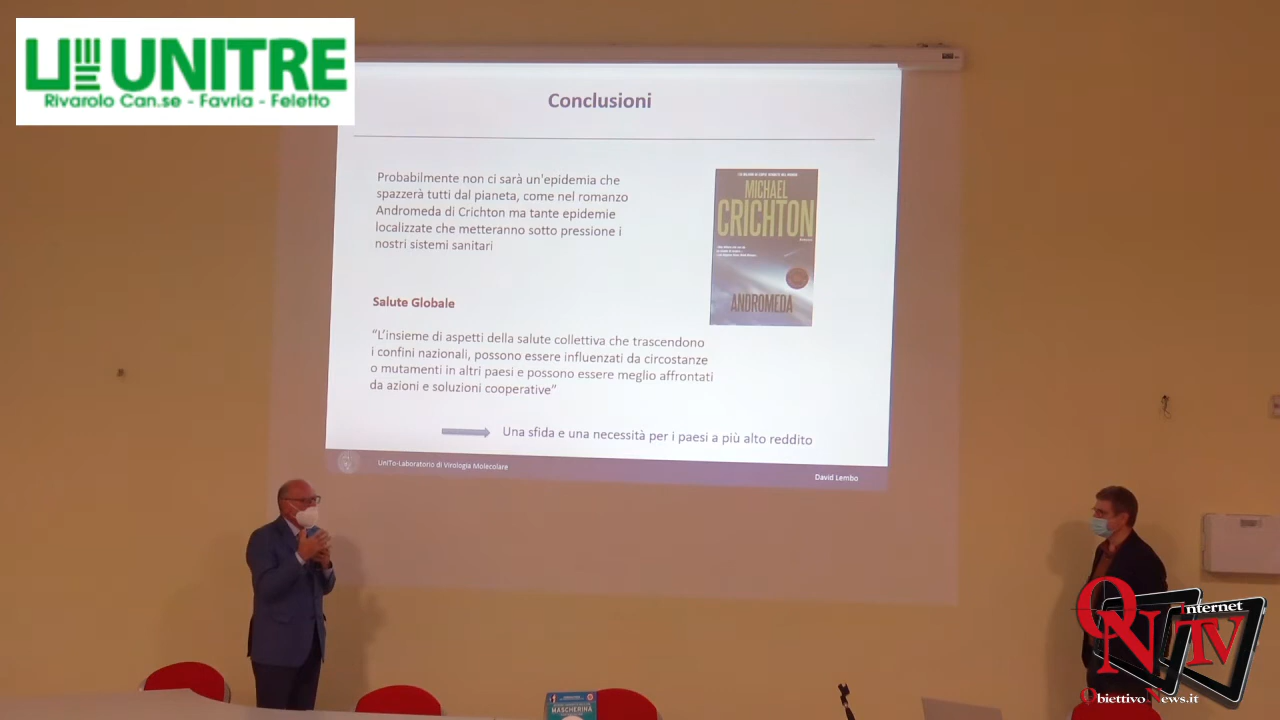 UNITRE
Rivarolo Can.se - Favria - Feletto
Conclusioni
Probabilmente non ci sarà un'epidemia che
spazzerà tutti dal pianeta, come nel romanzo
Andromeda di Crichton ma tante epidemie
localizzate che metteranno sotto pressione i
nostri sistemi sanitari
MICHAEL
CRICHTON
ANDROMEDA
Salute Globale
“L’insieme di aspetti della salute collettiva che trascendono
i confini nazionali, possono essere influenzati da circostanze
o mutamenti in altri paesi e possono essere meglio affrontati
da azioni e soluzioni cooperative”
Una sfida e una necessità per i paesi a più alto reddito
UniTo-Laboratorio di Virologia Molecolare
David Lembo
MASCHERINA
ON
Internet
TV
ObiettivoNews.it